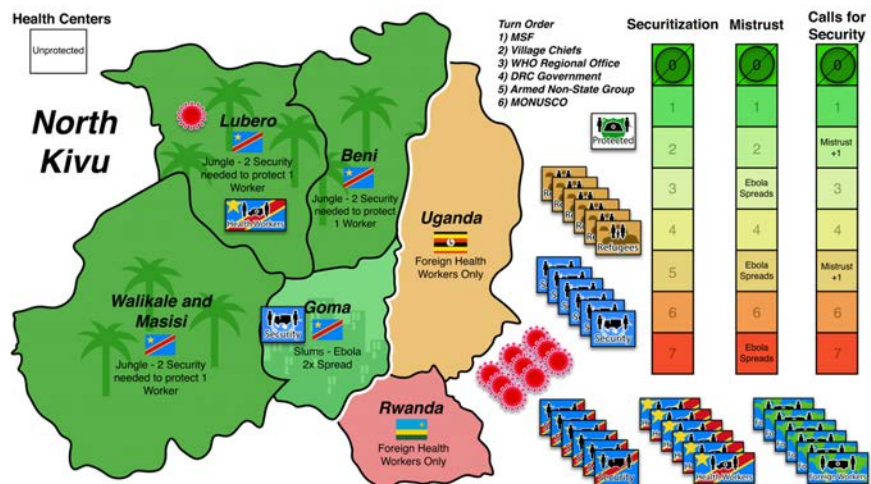 Health Centers
Unprotected
North
Kivu
Lubero
Jungle - 2 Security
needed to protect 1
Worker
Health Workers
Beni
Jungle - 2 Security
needed to protect
1 Worker
Walikale and
Masisi
Jungle - 2 Security
needed to protect 1
Worker
Security
Goma
Slums - Ebola
2x Spread
Uganda
Foreign Health
Workers Only
Rwanda
Foreign Health
Workers Only
Turn Order
1) MSF
2) Village Chiefs
3) WHO Regional Office
4) DRC Government
5) Armed Non-State Group
6) MONUSCO
Protected
Refugees
Security
Security
Health Workers
Foreign Workers
Securitization
0
1
2
3
4
5
6
7
Mistrust
0
1
2
Ebola
Spreads
4
Ebola
Spreads
6
Ebola
Spreads
Calls for
Security
0
1
Mistrust
+1
3
4
Mistrust
+1
6
7